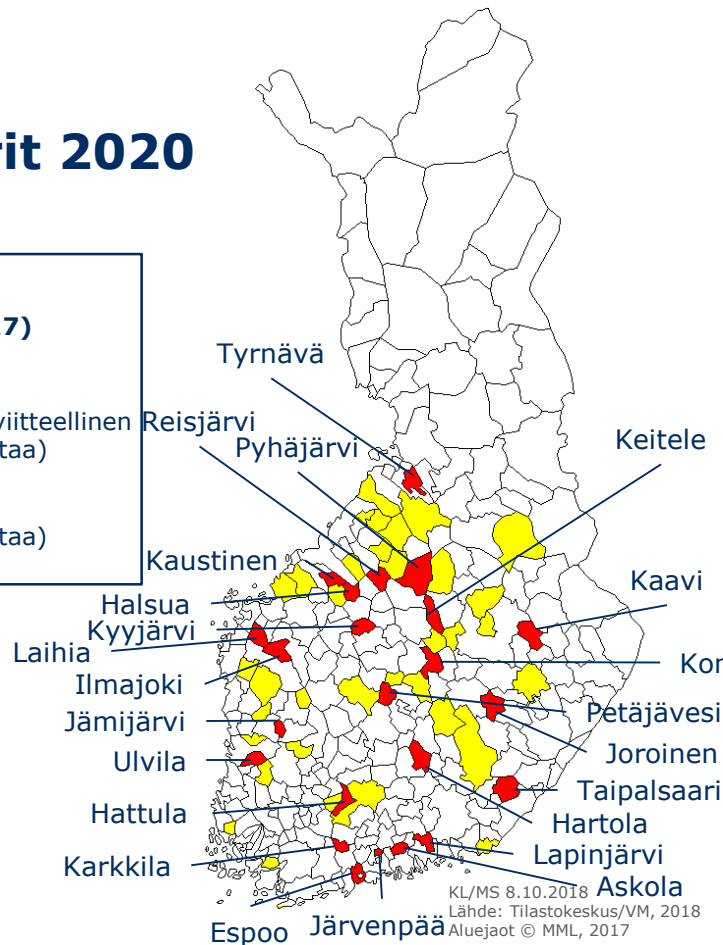 rit 2020
7)
viitteellinen
taa)
taa)
Tyrnävä
Reisjärvi
Pyhäjärvi
Keitele
Kaustinen
Kaavi
Halsua
Kyyjärvi
Laihia
Kon
Ilmajoki
Petäjävesi
Jämijärvi
Joroinen
Ulvila
Taipalsaari
Hattula
Hartola
Karkkila
Lapinjärvi
Askola
Espoo
Järvenpää
KL/MS 8.10.2018
Lähde: Tilastokeskus/VM, 2018
Aluejaot © MML, 2017